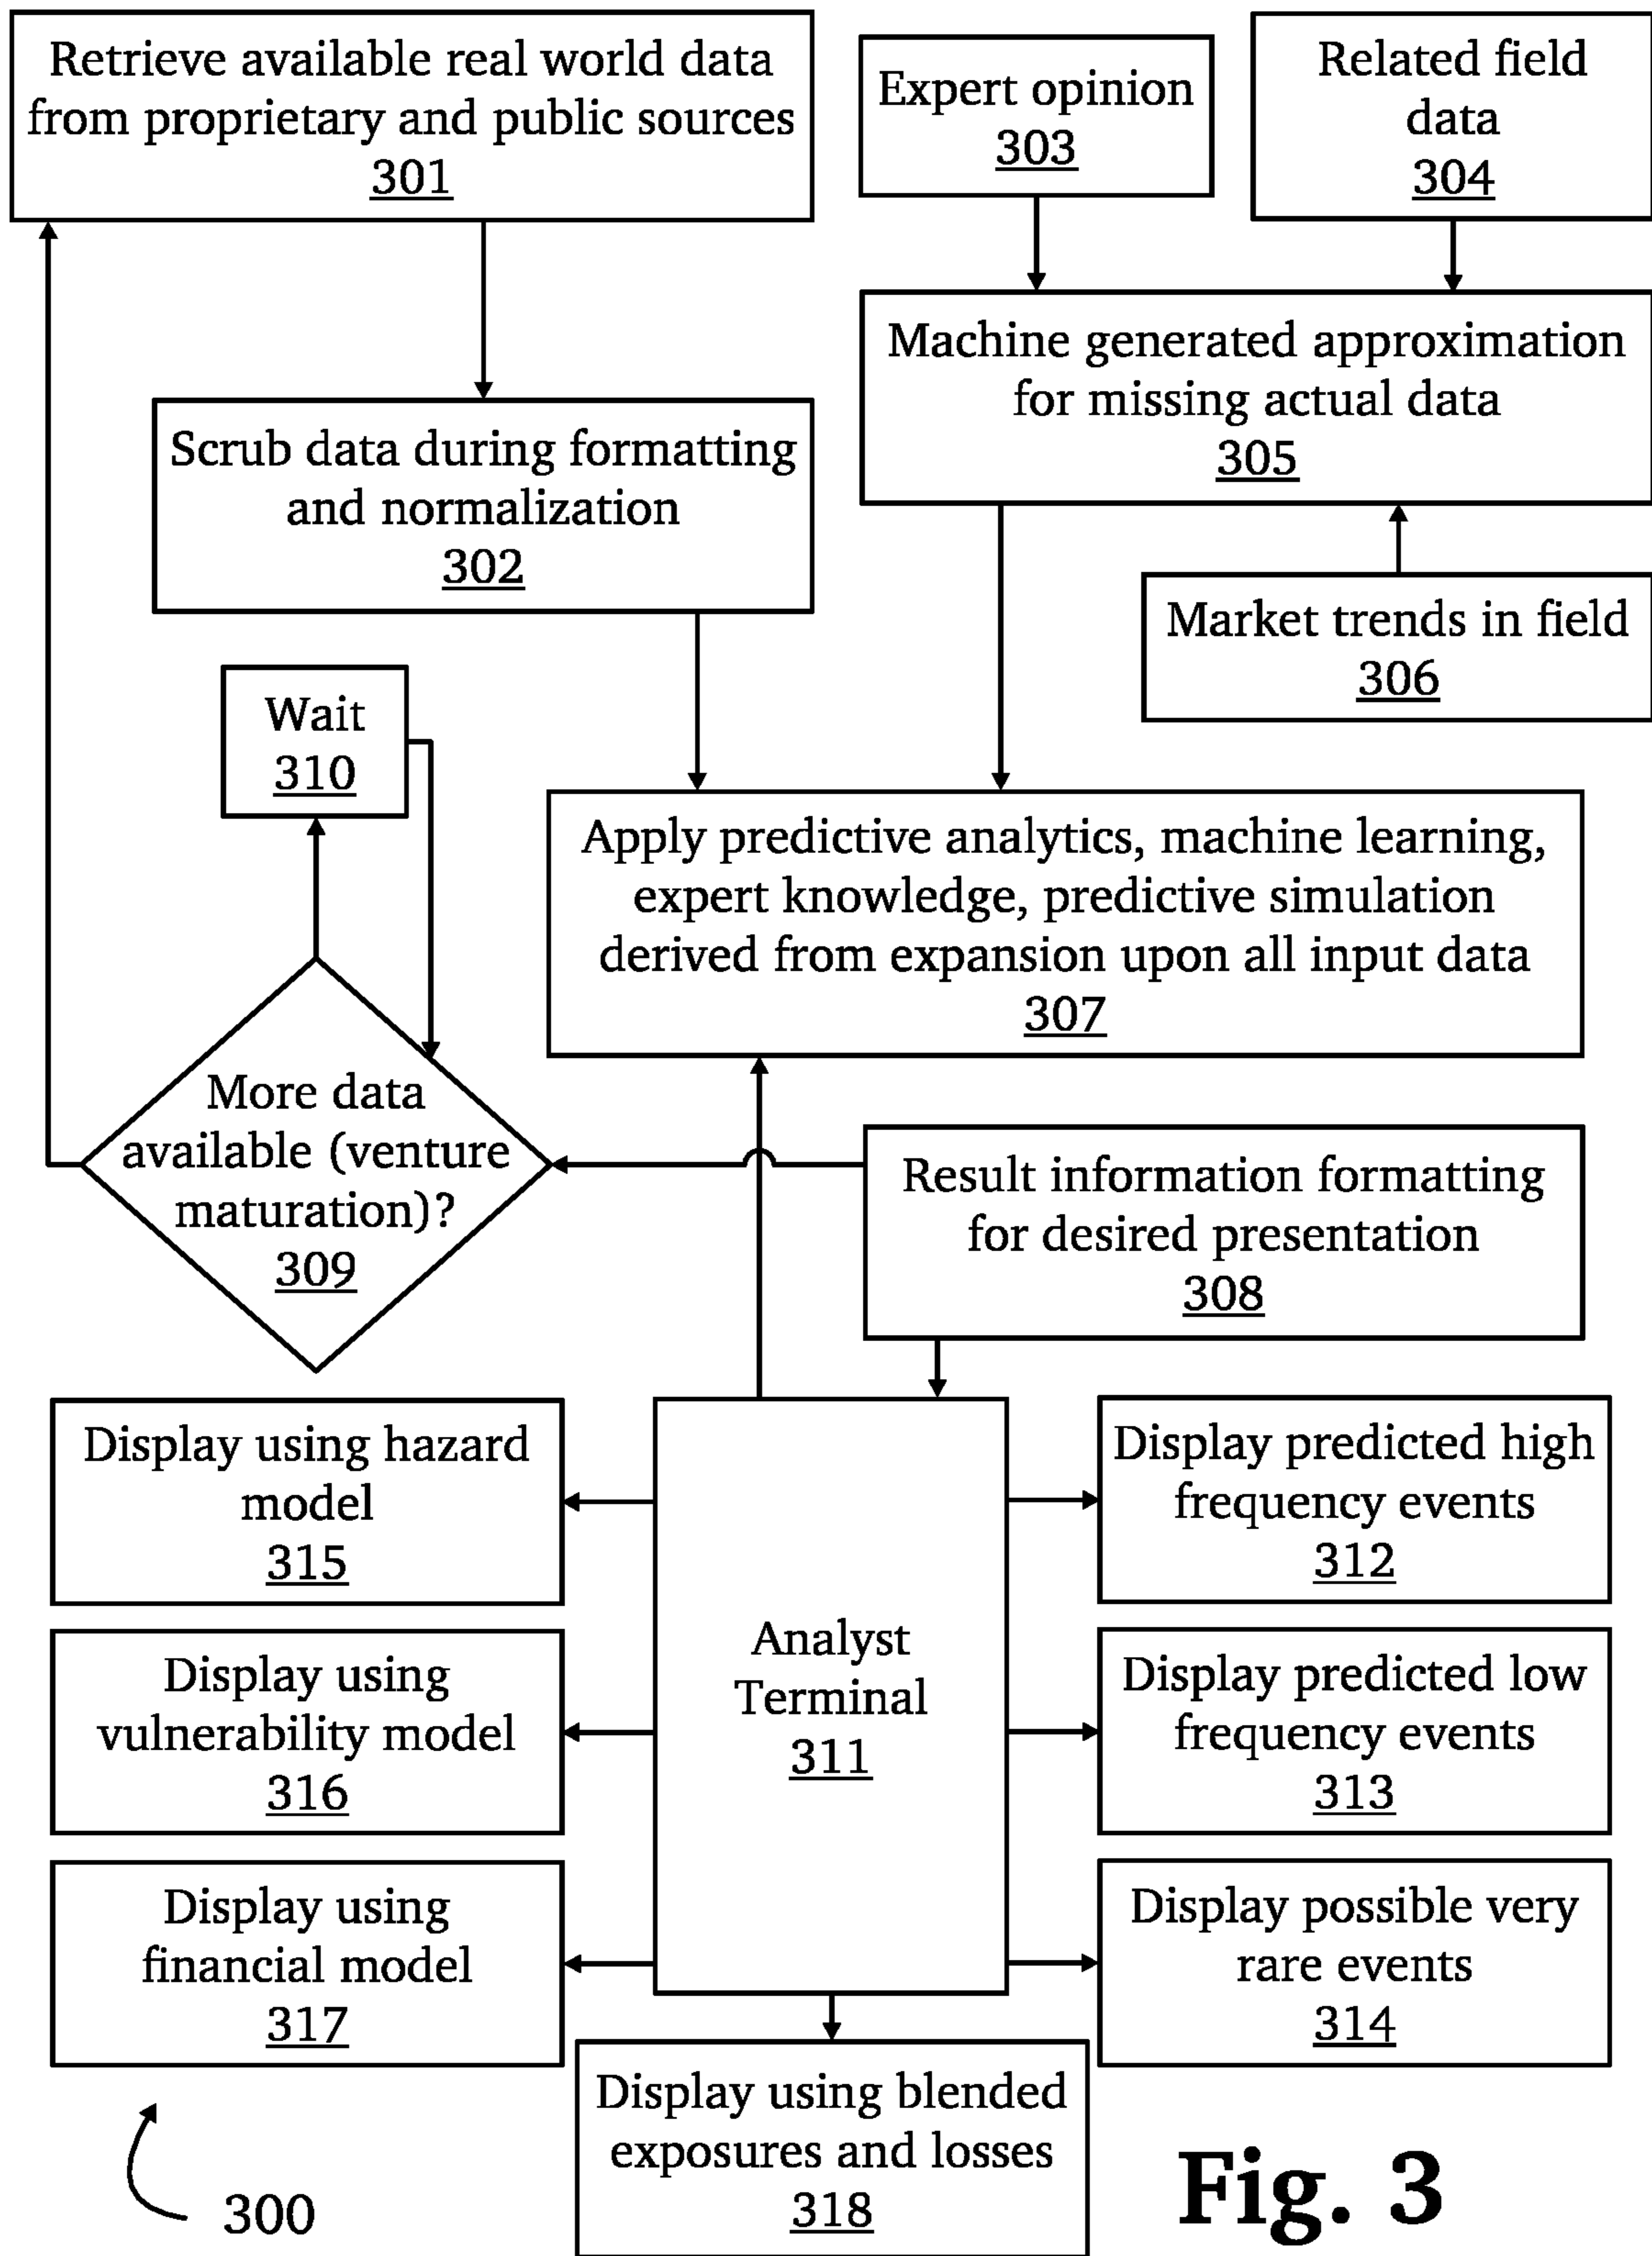 Retrieve available real world data
from proprietary and public sources
301
Expert opinion
303
Related field
data
304
Machine generated approximation
for missing actual data
305
Scrub data during formatting
and normalization
302
Market trends in field
306
Wait
310
Apply predictive analytics, machine learning,
expert knowledge, predictive simulation
derived from expansion upon all input data
307
More data
available (venture
maturation)?
309
Result information formatting
for desired presentation
308
Display using hazard
model
315
Analyst
Terminal
311
Display predicted high
frequency events
312
Display using
vulnerability model
316
Display predicted low
frequency events
313
Display using
financial model
317
Display possible very
rare events
314
Display using blended
exposures and losses
318
300
Fig. 3